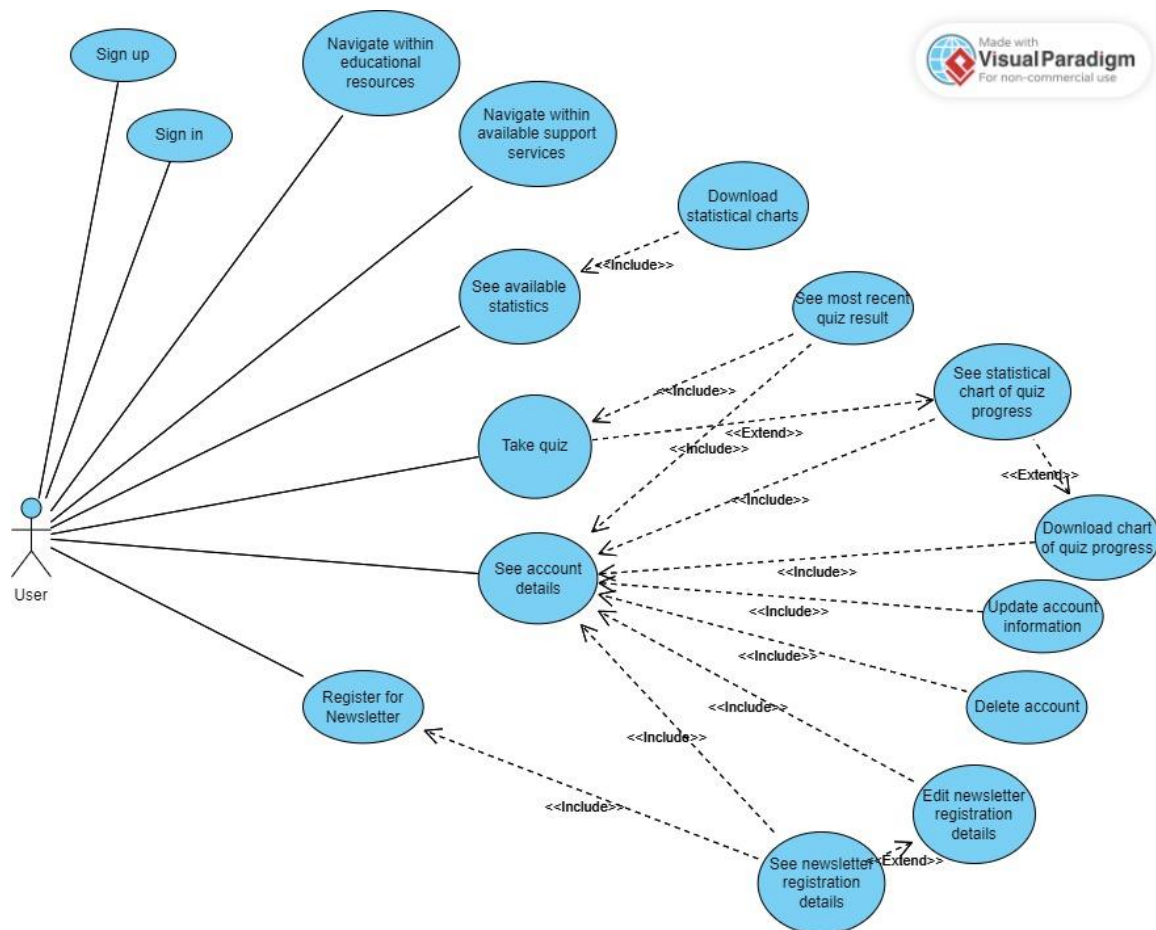 Sign up
Navigate within
educational
resources
Made with
Visual Paradigm
For non-commercial use
Sign in
Navigate within
available support
services
Download
statistical charts
<<Include>>
See available
statistics
See most recent
quiz result
<<Include>>
See statistical
chart of quiz
progress
Take quiz
<<Extend>>
<<Include>>
<<Extend>>
<<Include>>
Download chart
of quiz progress
See account
details
<<Include>>
User
Update account
information
<<Include>>
<<Include>>
Delete account
Register for
Newsletter
<<Include>>
<<Include>>
<<Include>>
Edit newsletter
registration
details
<<Extend>>
See newsletter
registration
details